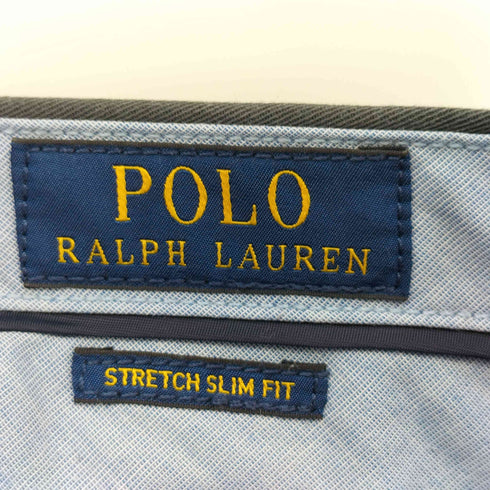 POLO
RALPH LAUREN
STRETCH SLIM FIT